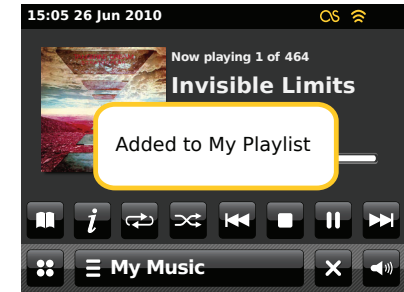 15:05 26 Jun 2010
Now playing 1 of 464
Invisible Limits
Added to My Playlist
My Music